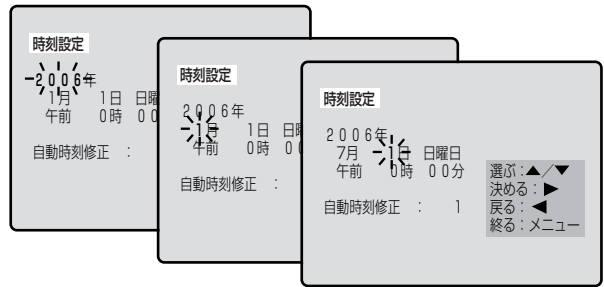 時刻設定
2006年
1月 1日 日曜
午前 0時 00
自動時刻修正 :
時刻設定
2006年
1月 1日 日曜
午前 0時 00
自動時刻修正 :
時刻設定
2006年
7月 1日 日曜日
午前 0時 00分
自動時刻修正 : 1
選ぶ:▲/▼
決める:▶
戻る:◀
終る:メニュー